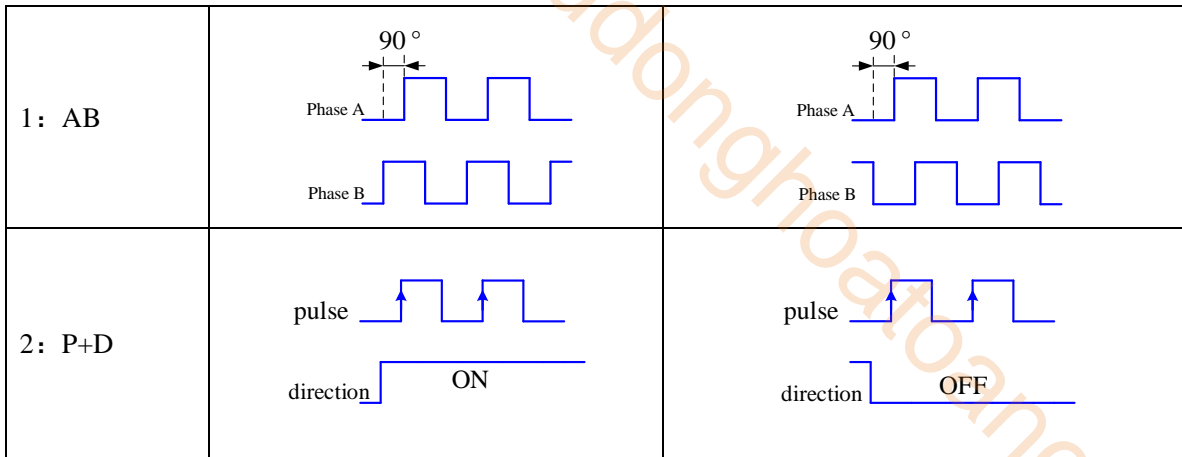 90 °
90 °
1：AB
Phase A
Phase A
Phase B
Phase B
2：P+D
pulse
pulse
direction
ON
direction
OFF